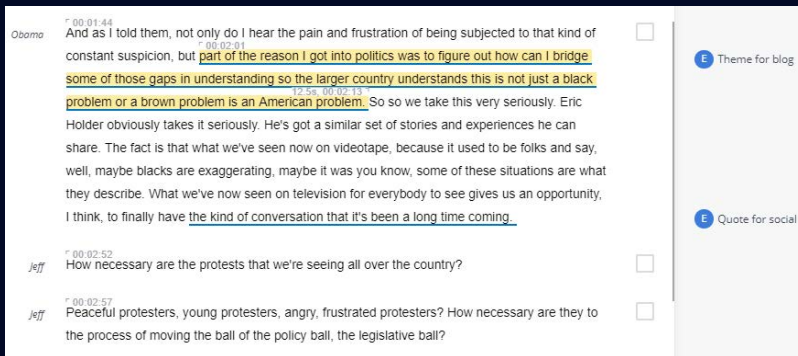 00:01:44
Obama And as I told them, not only do I hear the pain and frustration of being subjected to that kind of
00:02:01
constant suspicion, but part of the reason I got into politics was to figure out how can I bridge
some of those gaps in understanding so the larger country understands this is not just a black
E Theme for blog
12.5s, 00:02:13
problem or a brown problem is an American problem. So so we take this very seriously. Eric
Holder obviously takes it seriously. He's got a similar set of stories and experiences he can
share. The fact is that what we've seen now on videotape, because it used to be folks and say,
well, maybe blacks are exaggerating, maybe it was you know, some of these situations are what
they describe. What we've now seen on television for everybody to see gives us an opportunity,
I think, to finally have the kind of conversation that it's been a long time coming.
E Quote for social
00:02:52
Jeff How necessary are the protests that we're seeing all over the country?
00:02:57
Jeff Peaceful protesters, young protesters, angry, frustrated protesters? How necessary are they to
the process of moving the ball of the policy ball, the legislative ball?